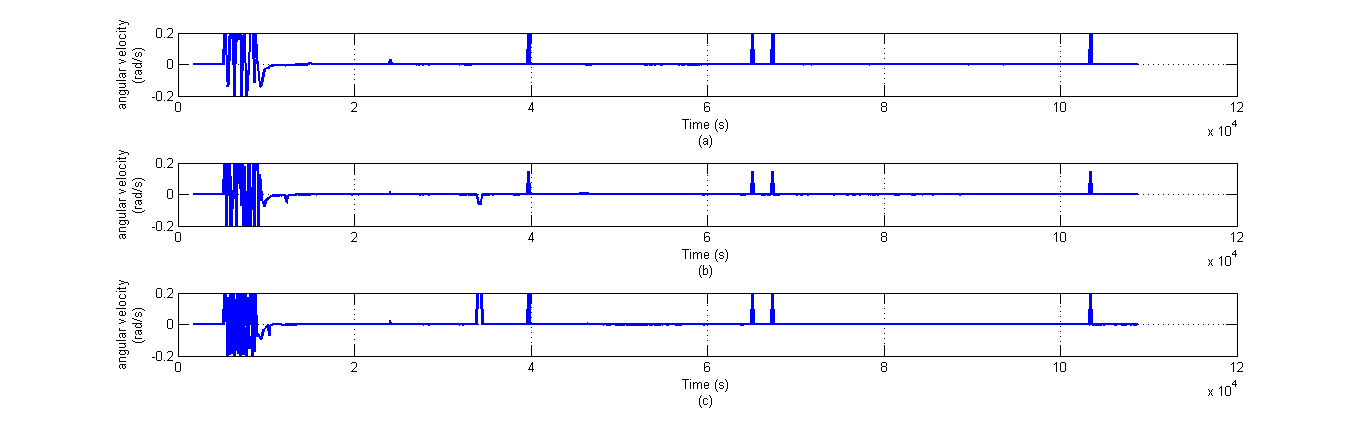 angular velocity
(rad/s)
0.2
0
-0.2
0 2 4 6 8 10 12
Time (s)
x 10^4
(a)
angular velocity
(rad/s)
0.2
0
-0.2
0 2 4 6 8 10 12
Time (s)
x 10^4
(b)
angular velocity
(rad/s)
0.2
0
-0.2
0 2 4 6 8 10 12
Time (s)
x 10^4
(c)